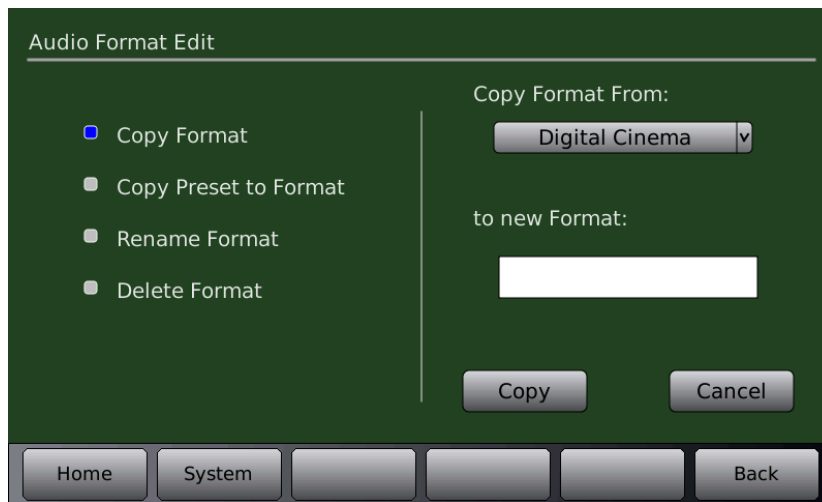 Audio Format Edit
Copy Format
Copy Preset to Format
Rename Format
Delete Format
Copy Format From:
Digital Cinema
to new Format:
Copy
Cancel
Home
System
Back